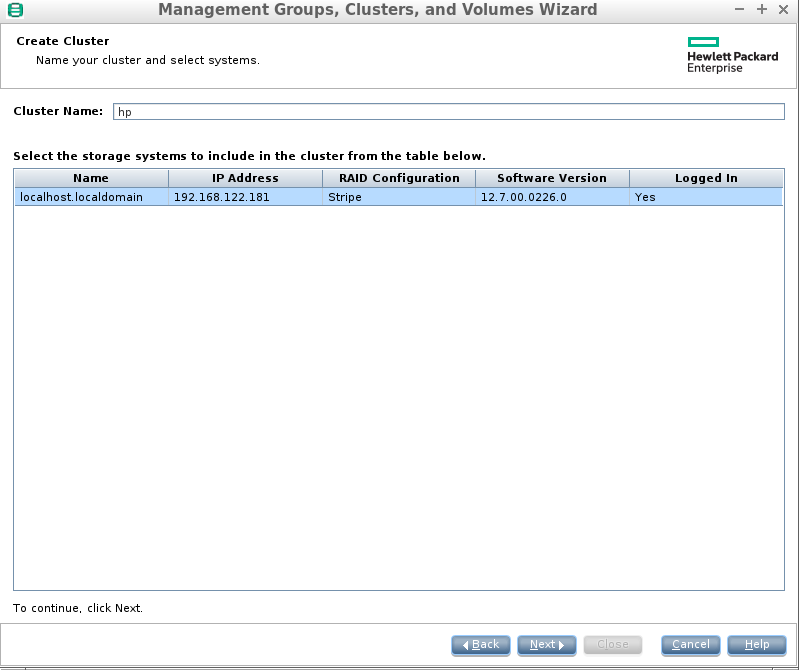 Management Groups, Clusters, and Volumes Wizard
Create Cluster
Name your cluster and select systems.
Hewlett Packard
Enterprise
Cluster Name: hp
Select the storage systems to include in the cluster from the table below.
Name IP Address RAID Configuration Software Version Logged In
localhost.localdomain 192.168.122.181 Stripe 12.7.00.0226.0 Yes
To continue, click Next.
Back Next Close Cancel Help